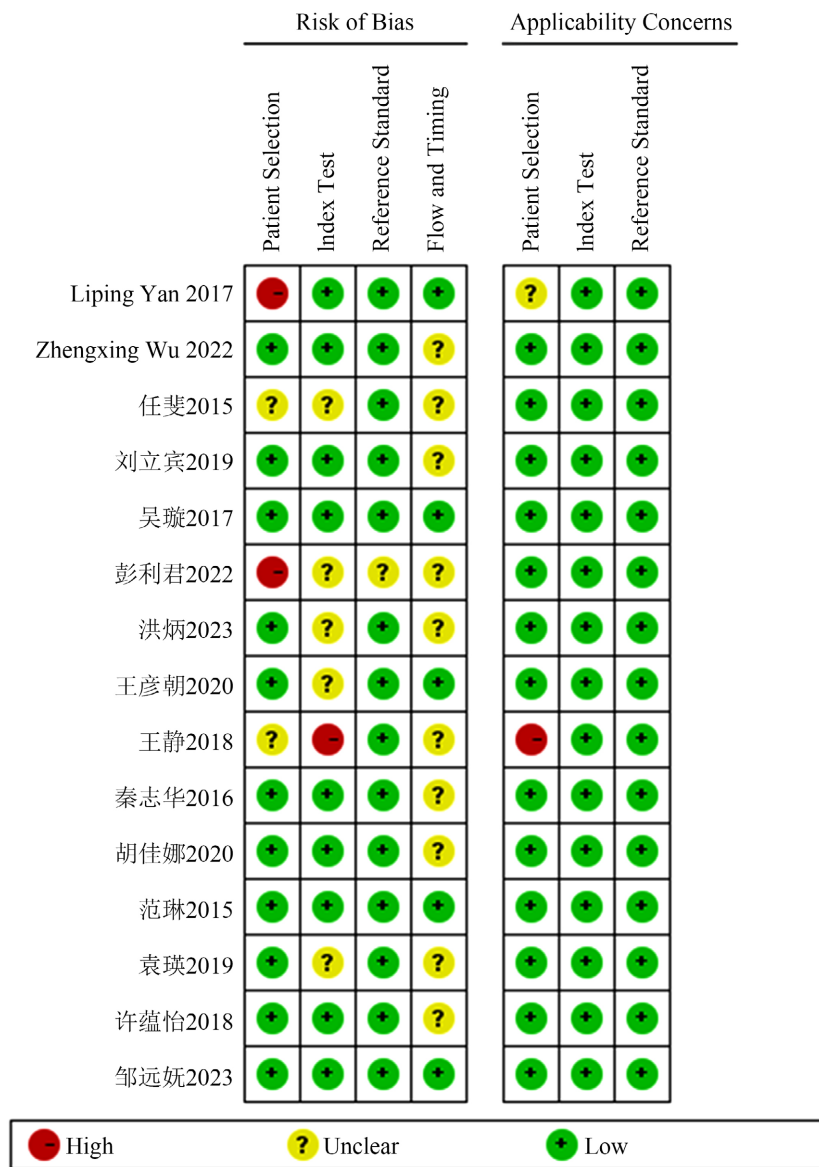 Risk of Bias
Applicability Concerns
Patient Selection
Index Test
Reference Standard
Flow and Timing
Patient Selection
Index Test
Reference Standard
Liping Yan 2017
- + + + ? + +
Zhengxing Wu 2022
+ + + ? + + +
任斐2015
? ? + ? + + +
刘立宾2019
+ + + ? + + +
吴璇2017
+ + + + + + +
彭利君2022
- ? ? ? + + +
洪炳2023
+ ? + ? + + +
王彦朝2020
+ ? + + + + +
王静2018
? - + ? - + +
秦志华2016
+ + + ? + + +
胡佳娜2020
+ + + ? + + +
范琳2015
+ + + + + + +
袁瑛2019
+ ? + ? + + +
许蕴怡2018
+ + + ? + + +
邹远妩2023
+ + + + + + +
- High
? Unclear
+ Low